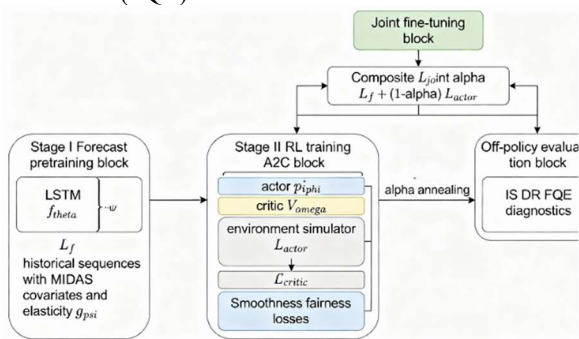 Joint fine-tuning
block
Composite L_joint alpha
L_f + (1-alpha) L_actor
Stage I Forecast
pretraining block
LSTM
f_theta
L_f
historical sequences
with MIDAS
covariates and
elasticity g_psi
Stage II RL training
A2C block
actor p_iphi
critic V_omega
environment simulator
L_actor
L_critic
Smoothness fairness
losses
alpha annealing
Off-policy evalua
tion block
IS DR FQE
diagnostics